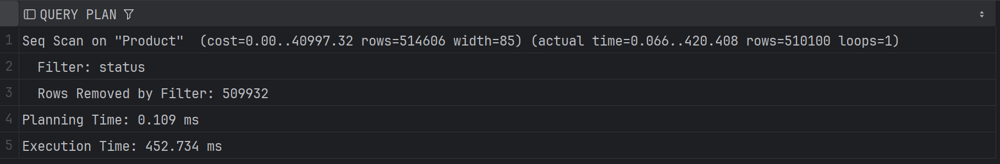 QUERY PLAN
1 Seq Scan on "Product"  (cost=0.00..40997.32 rows=514606 width=85) (actual time=0.066..420.408 rows=510100 loops=1)
2   Filter: status
3   Rows Removed by Filter: 509932
4 Planning Time: 0.109 ms
5 Execution Time: 452.734 ms